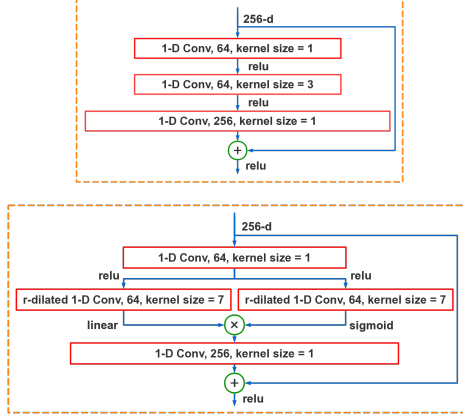 256-d
1-D Conv, 64, kernel size = 1
relu
1-D Conv, 64, kernel size = 3
relu
1-D Conv, 256, kernel size = 1
+
relu
256-d
1-D Conv, 64, kernel size = 1
relu relu
r-dilated 1-D Conv, 64, kernel size = 7 r-dilated 1-D Conv, 64, kernel size = 7
linear × sigmoid
1-D Conv, 256, kernel size = 1
+
relu